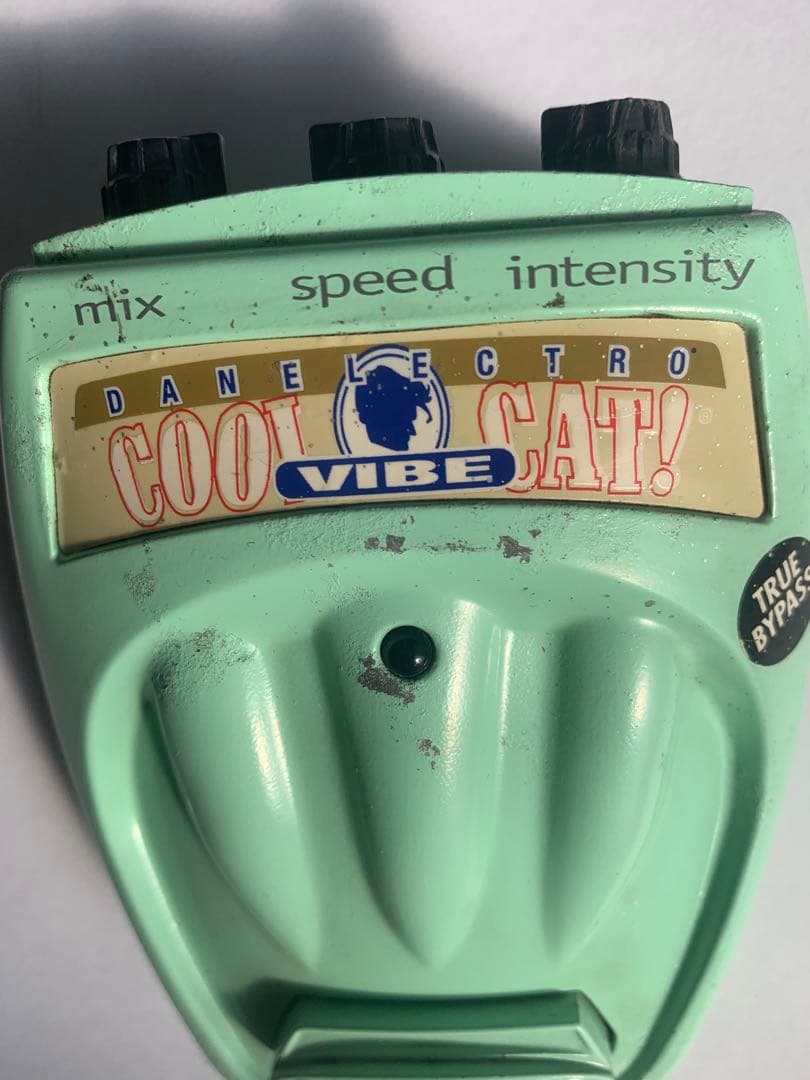 mix speed intensity
DANELECTRO
COOL CAT!
VIBE
TRUE
BYPASS